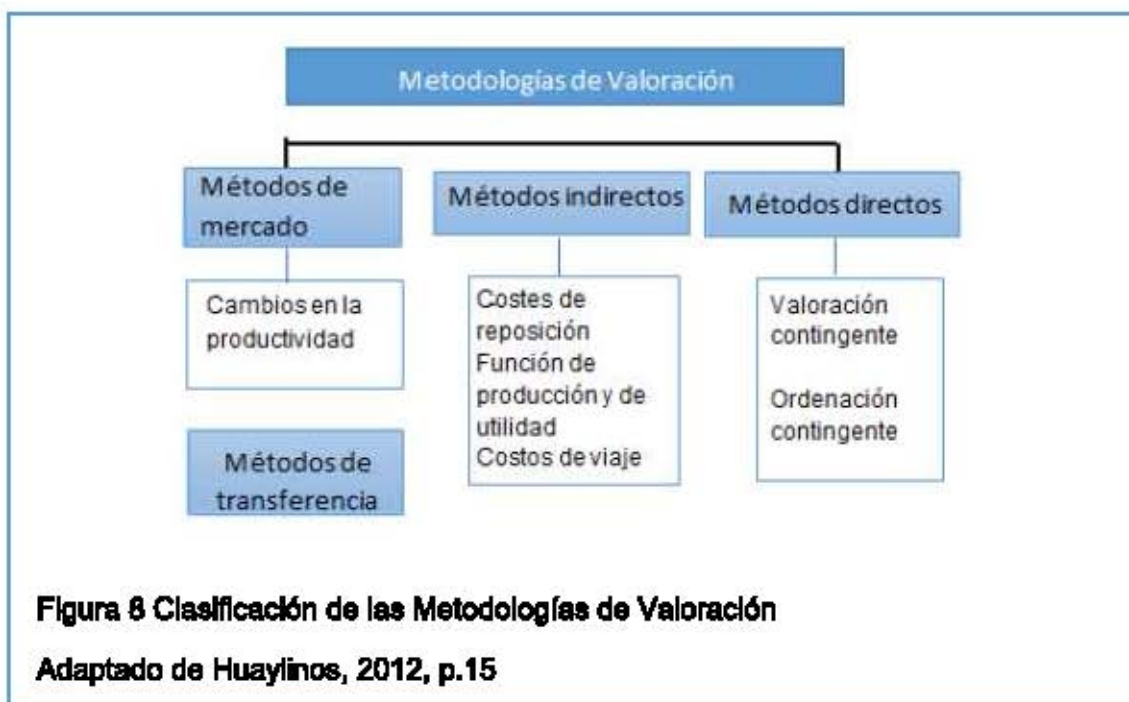 Metodologías de Valoración
Métodos de
mercado
Métodos indirectos
Métodos directos
Cambios en la
productividad
Costes de
reposición
Función de
producción y de
utilidad
Costos de viaje
Valoración
contingente
Ordenación
contingente
Métodos de
transferencia
Figura 8 Clasificación de las Metodologías de Valoración
Adaptado de Huaylinos, 2012, p.15